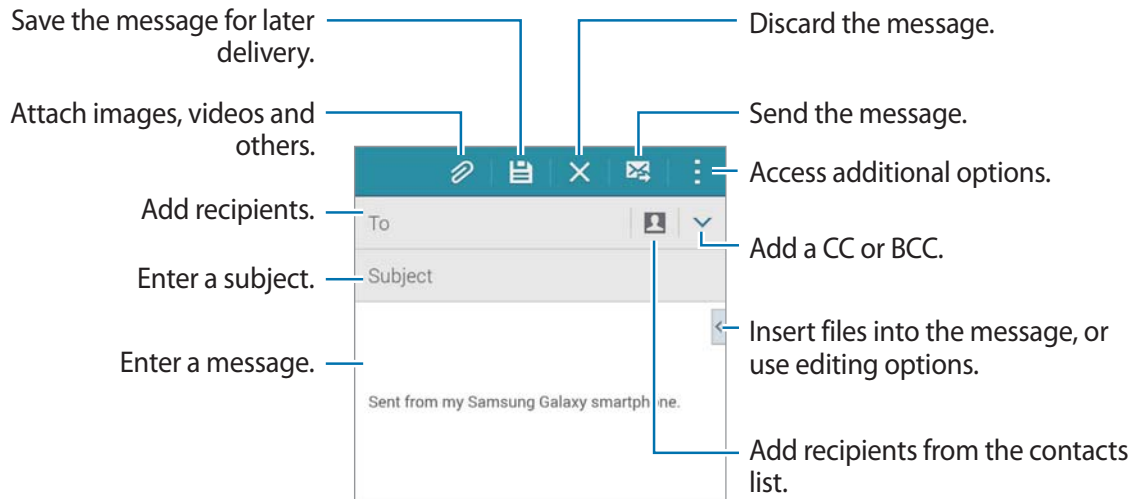 Save the message for later
delivery.
Discard the message.
Attach images, videos and
others.
Send the message.
Access additional options.
Add recipients.
To
Add a CC or BCC.
Enter a subject.
Subject
Insert files into the message, or
use editing options.
Enter a message.
Sent from my Samsung Galaxy smartphone.
Add recipients from the contacts
list.